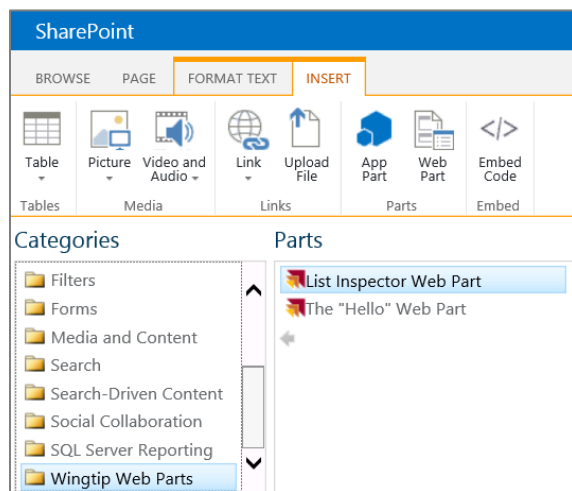 SharePoint
BROWSE PAGE FORMAT TEXT INSERT
Table Picture Video and Audio Link Upload File App Part Web Part Embed Code
Tables Media Links Parts Embed
Categories
Filters
Forms
Media and Content
Search
Search-Driven Content
Social Collaboration
SQL Server Reporting
Wingtip Web Parts
Parts
List Inspector Web Part
The "Hello" Web Part